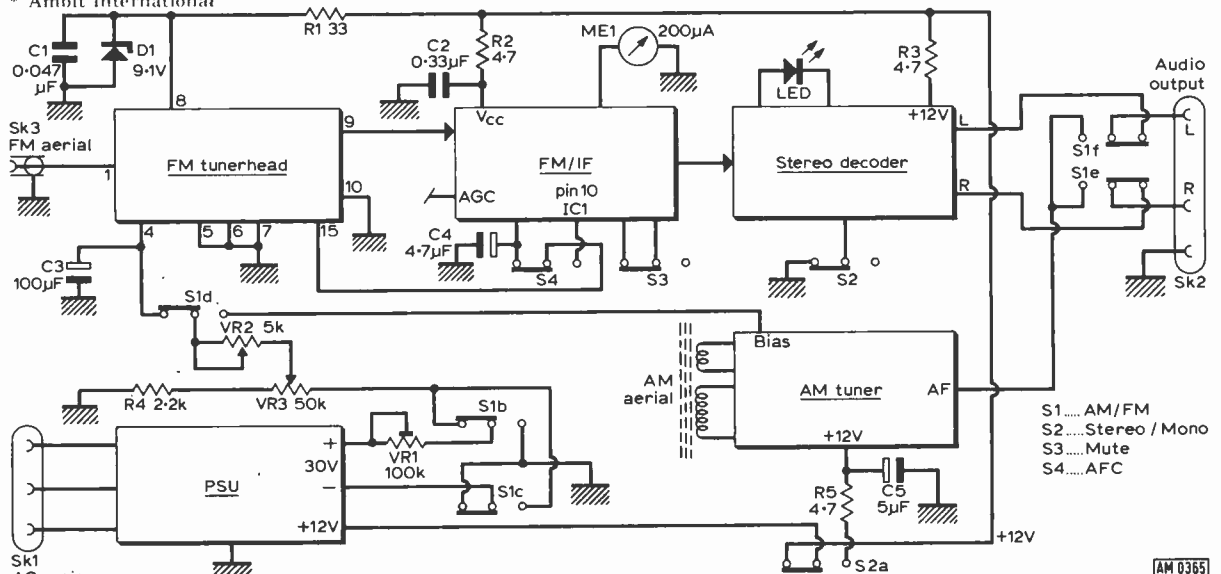 * Ambit International
R1 33
C1
0·047
µF
D1
9·1V
8
C2
0·33µF
R2
4·7
ME1
200µA
R3
4·7
Audio
output
LED
Vcc
+12V
L
L
Sk3
FM aerial
1
9
FM tunerhead
10
FM/IF
pin 10
IC1
AGC
Stereo decoder
R
S1f
S1e
R
4
5
6
7
15
C4
4·7µF
S4
S3
S2
Sk2
C3
100µF
S1d
VR2 5k
Bias
AM
aerial
AM tuner
AF
+12V
R4 2·2k
VR3 50k
S1b
S1.....AM/FM
S2.....Stereo/Mono
S3.....Mute
S4.....AFC
+
30V
VR1
100k
PSU
−
S1c
+12V
R5
4·7
C5
5µF
+12V
Sk1
S2a
AM 0365